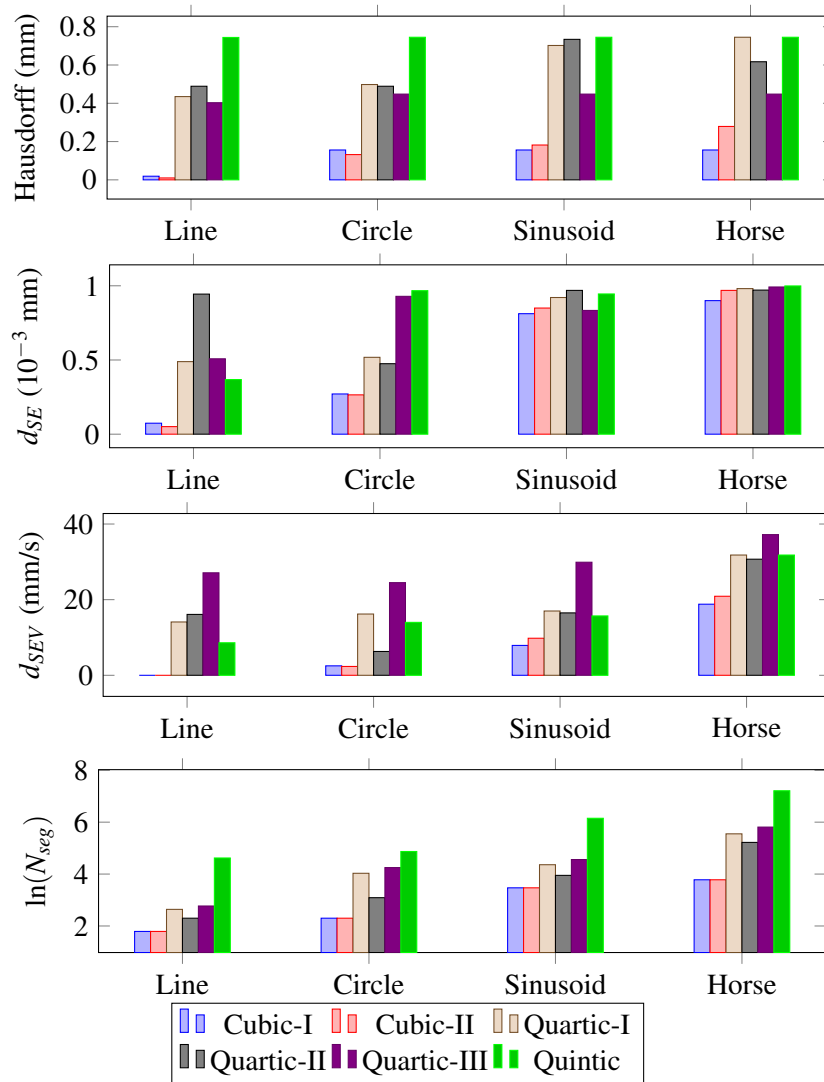 Hausdorff (mm)
0.8
0.6
0.4
0.2
0
Line Circle Sinusoid Horse
d_SE (10⁻³ mm)
1
0.5
0
Line Circle Sinusoid Horse
d_SEV (mm/s)
40
20
0
Line Circle Sinusoid Horse
ln(N_seg)
8
6
4
2
Line Circle Sinusoid Horse
Cubic-I Cubic-II Quartic-I
Quartic-II Quartic-III Quintic